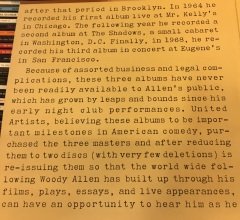 after that period in Brooklyn. In 1964 he
recorded his first live album at Mr. Kelly's
in Chicago. The following year he recorded a
second album at The Shadows, a small cabaret
in Washington, D.C. Finally, in 1968, he re-
corded his third album in concert at Eugene's
in San Francisco.
Because of assorted business and legal com-
plications, these three albums have never
been readily available to Allen's public,
which has grown by leaps and bounds since his
early night club performances. United
Artists, believing these albums to be impor-
tant milestones in American comedy, pur-
chased the three masters and after reducing
them to two discs (with very few deletions) is
re-issuing them so that the world wide fol-
lowing Woody Allen has built up through his
films, plays, essays, and live appearances,
can have an opportunity to hear him as he